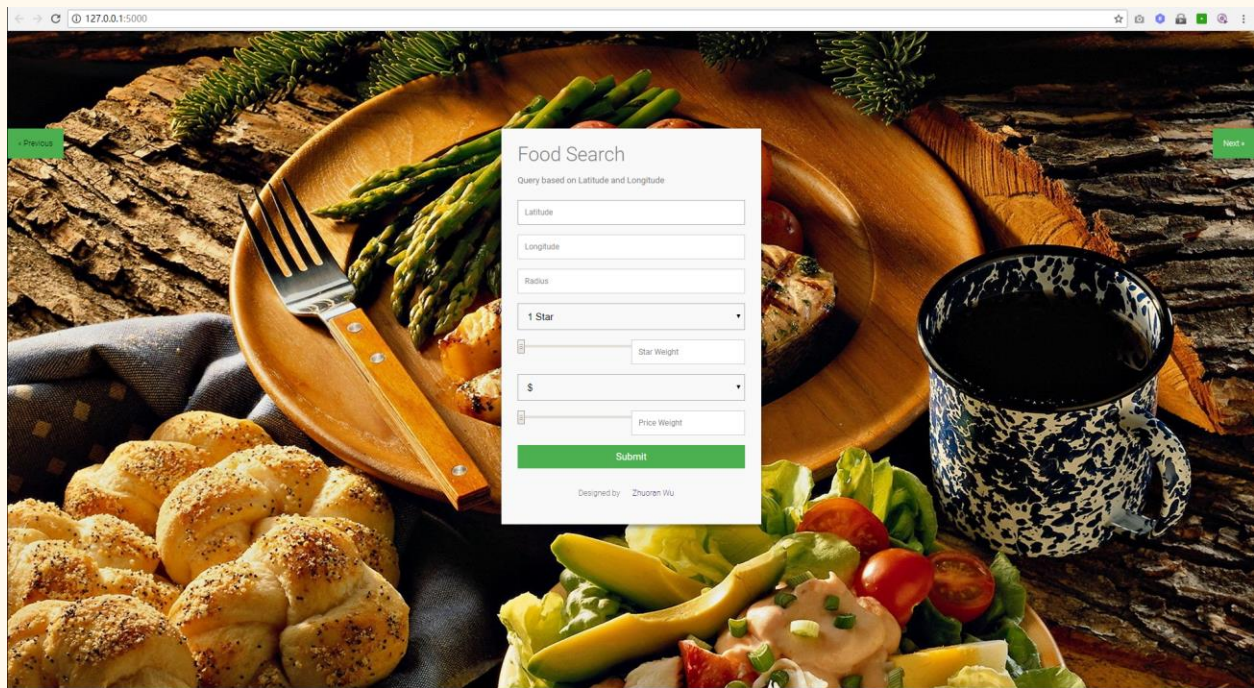 127.0.0.1:5000
« Previous
Next »
Food Search
Query based on Latitude and Longitude
Latitude
Longitude
Radius
1 Star
Star Weight
$
Price Weight
Submit
Designed by Zhuoran Wu